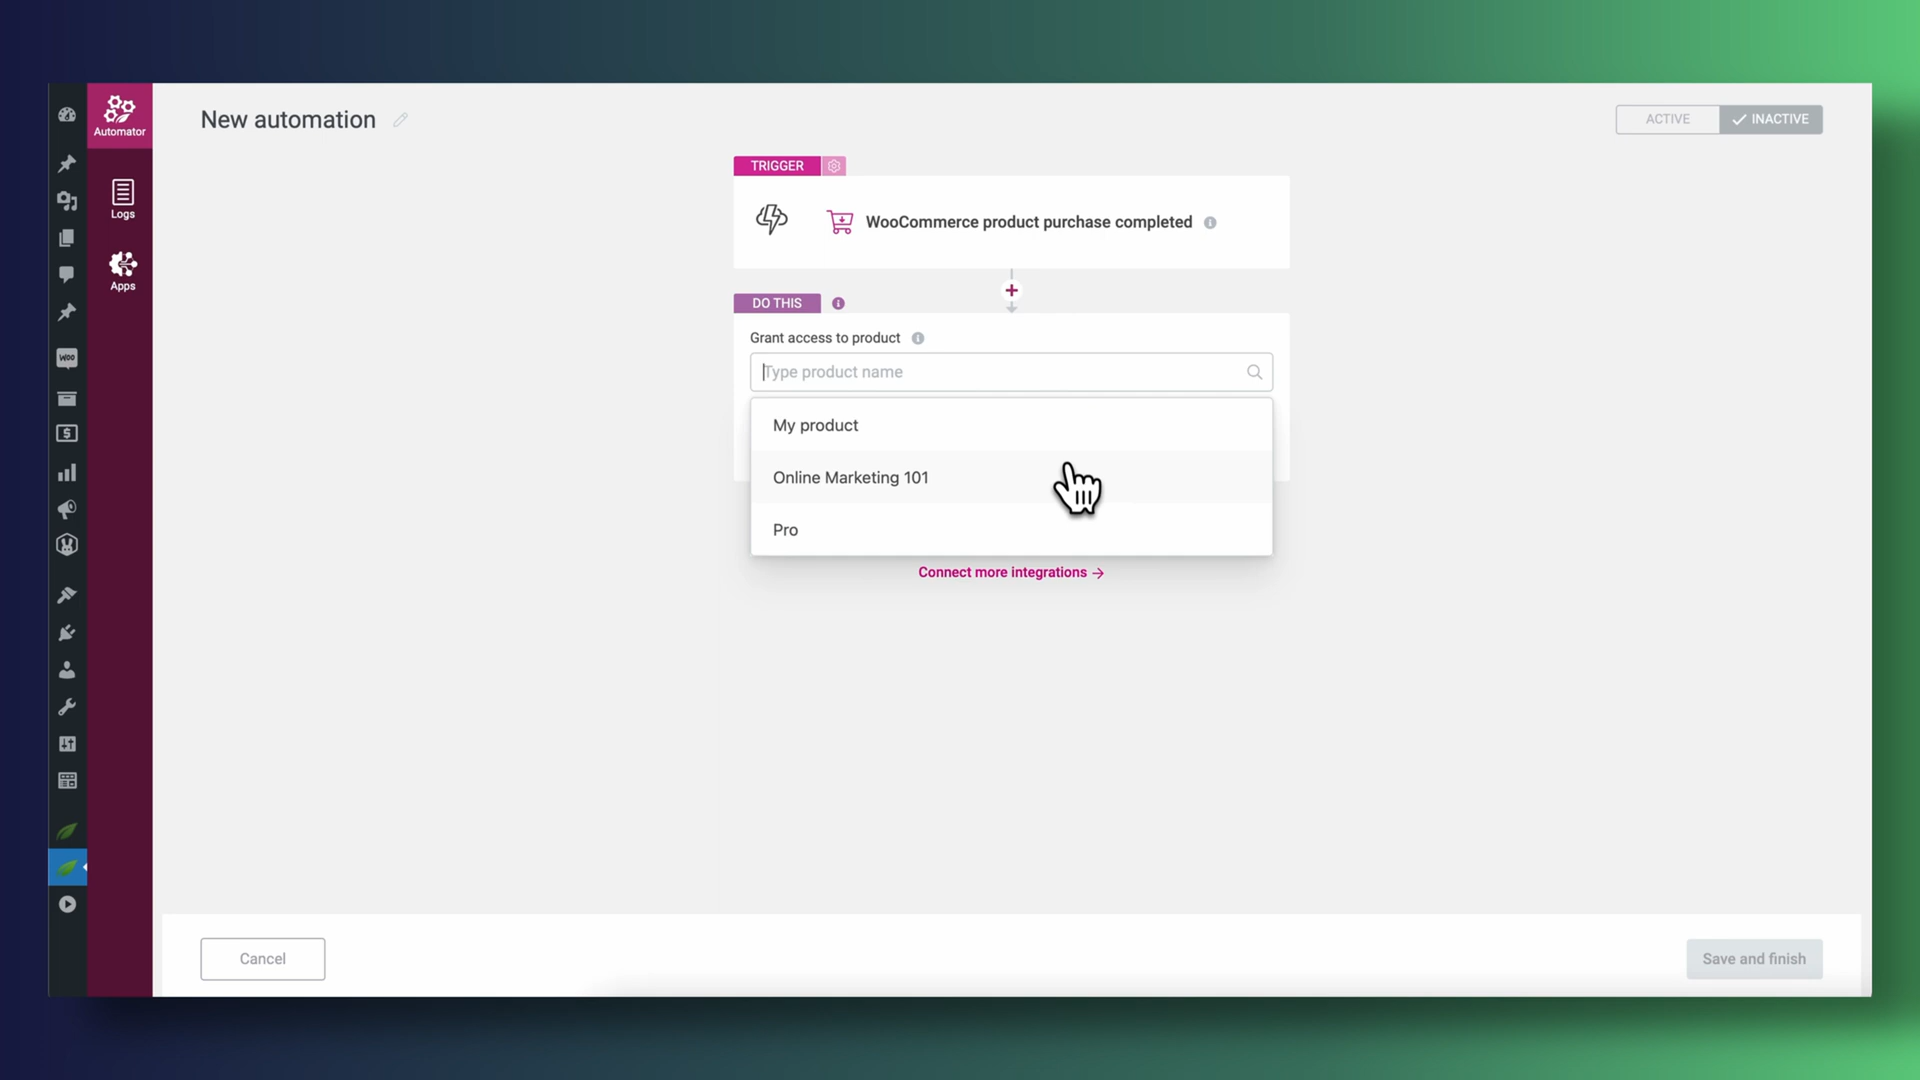 Automator
New automation
ACTIVE
INACTIVE
TRIGGER
Logs
WooCommerce product purchase completed
Apps
DO THIS
Grant access to product
Type product name
Woo
My product
Online Marketing 101
Pro
Connect more integrations →
Cancel
Save and finish